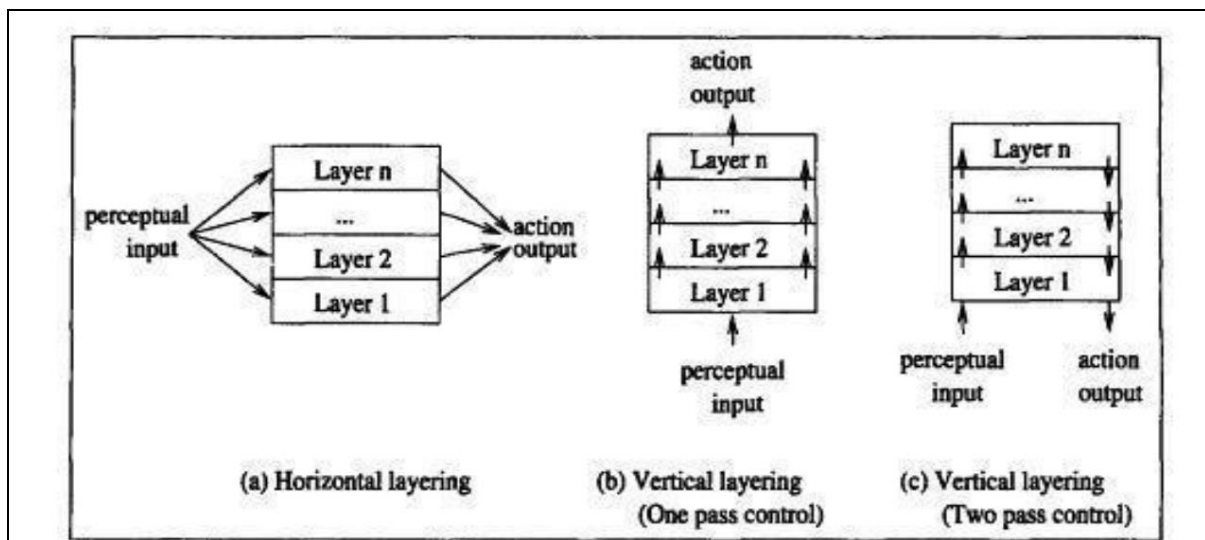 perceptual
input
Layer n
...
Layer 2
Layer 1
action
output
(a) Horizontal layering
action
output
Layer n
...
Layer 2
Layer 1
perceptual
input
(b) Vertical layering
(One pass control)
Layer n
...
Layer 2
Layer 1
perceptual
input
action
output
(c) Vertical layering
(Two pass control)